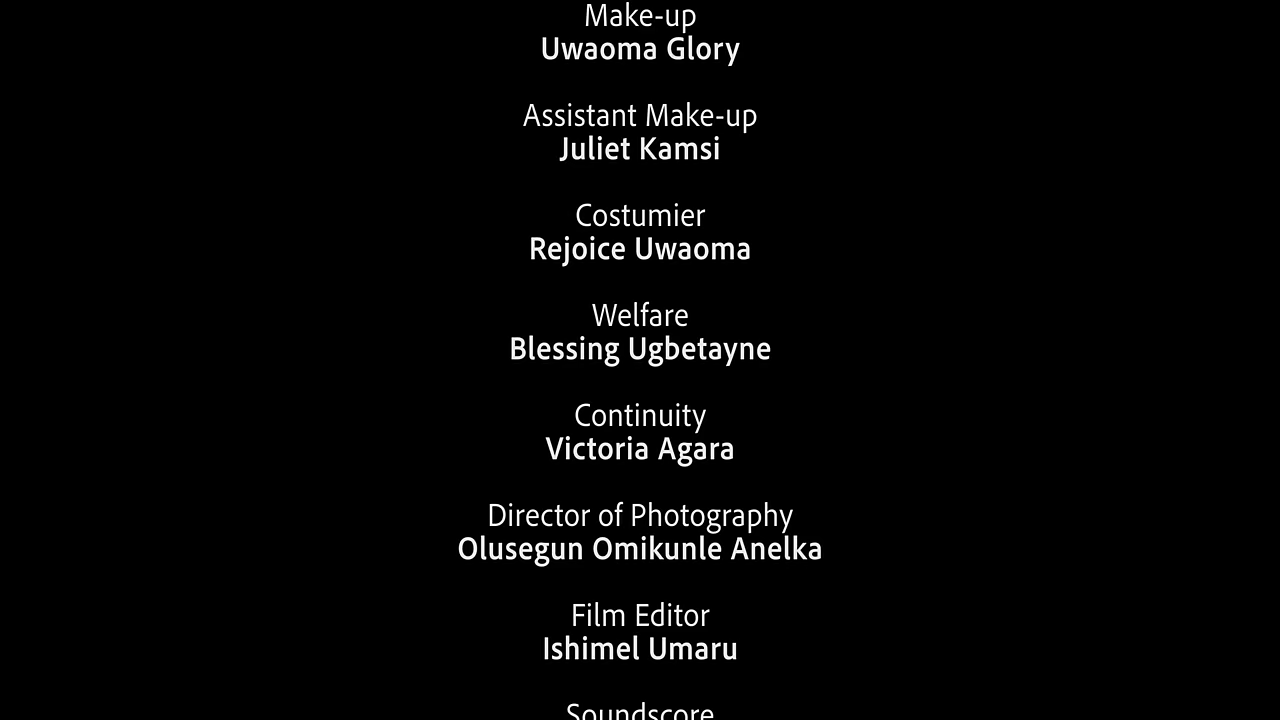 Make-up
Uwaoma Glory
Assistant Make-up
Juliet Kamsi
Costumier
Rejoice Uwaoma
Welfare
Blessing Ugbetayne
Continuity
Victoria Agara
Director of Photography
Olusegun Omikunle Anelka
Film Editor
Ishimel Umaru
Soundscore